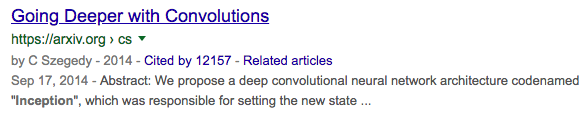 Going Deeper with Convolutions
https://arxiv.org › cs
by C Szegedy - 2014 - Cited by 12157 - Related articles
Sep 17, 2014 - Abstract: We propose a deep convolutional neural network architecture codenamed
"Inception", which was responsible for setting the new state ...